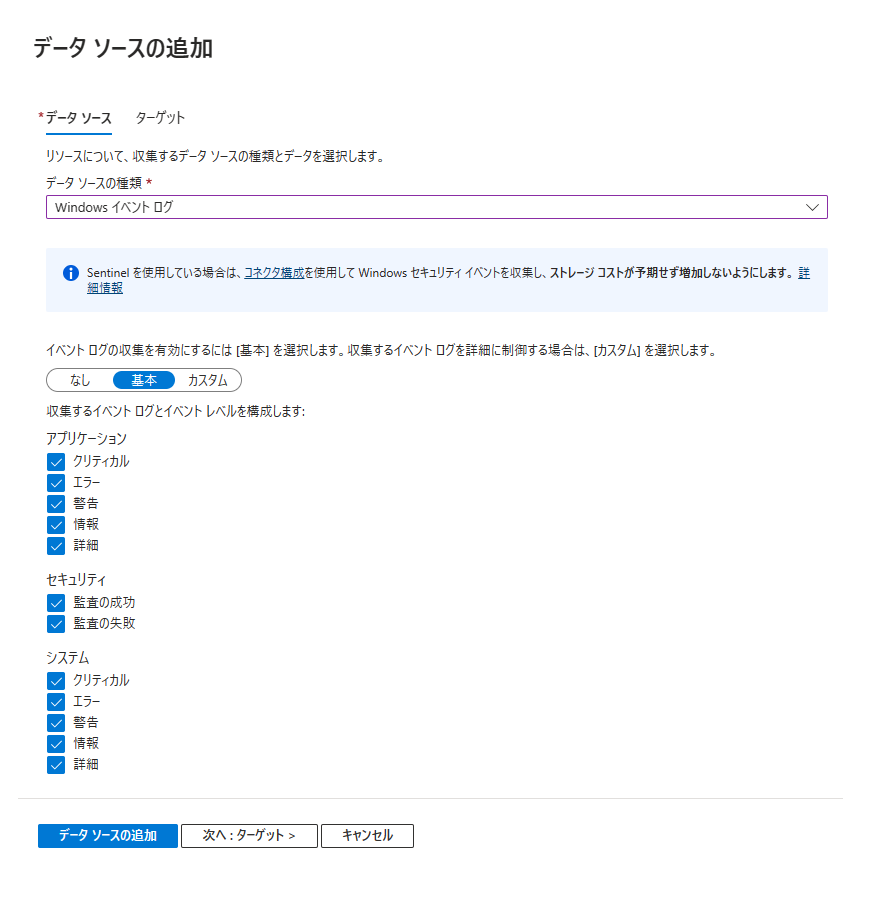 データ ソースの追加
*データ ソース ターゲット
リソースについて、収集するデータ ソースの種類とデータを選択します。
データ ソースの種類 *
Windows イベント ログ
Sentinel を使用している場合は、コネクタ構成を使用して Windows セキュリティ イベントを収集し、ストレージ コストが予期せず増加しないようにします。詳
細情報
イベント ログの収集を有効にするには [基本] を選択します。収集するイベント ログを詳細に制御する場合は、[カスタム] を選択します。
なし 基本 カスタム
収集するイベント ログとイベント レベルを構成します:
アプリケーション
クリティカル
エラー
警告
情報
詳細
セキュリティ
監査の成功
監査の失敗
システム
クリティカル
エラー
警告
情報
詳細
データ ソースの追加 次へ : ターゲット > キャンセル